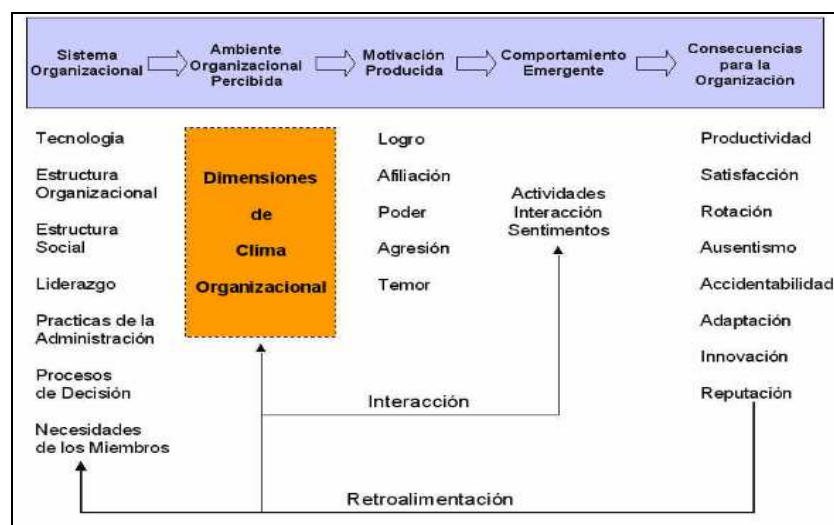 Sistema
Organizacional
Ambiente
Organizacional
Percibida
Motivación
Producida
Comportamiento
Emergente
Consecuencias
para la
Organización
Tecnologia
Estructura
Organizacional
Estructura
Social
Liderazgo
Practicas de la
Administración
Procesos
de Decisión
Necesidades
de los Miembros
Dimensiones
de
Clíma
Organizacional
Logro
Afiliación
Poder
Agresión
Temor
Actividades
Interacción
Sentimentos
Productividad
Satisfacción
Rotación
Ausentismo
Accidentabilidad
Adaptación
Innovación
Reputación
Interacción
Retroalimentación